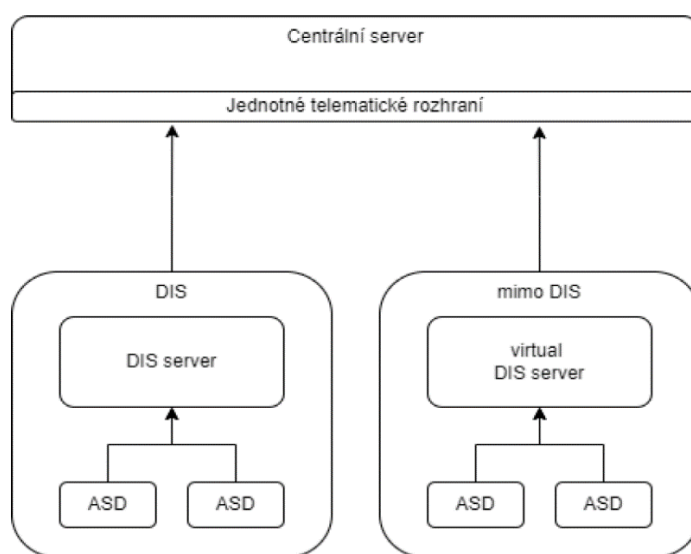 Centrální server
Jednotné telematické rozhraní
DIS
DIS server
ASD
ASD
mimo DIS
virtual
DIS server
ASD
ASD